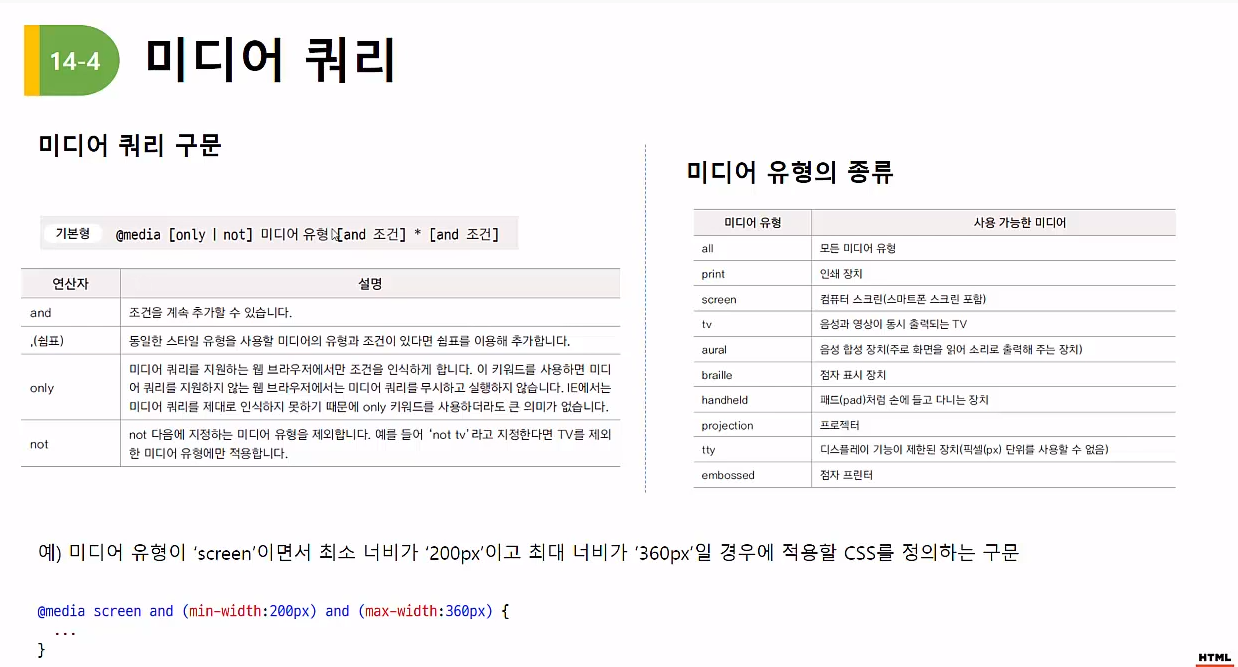 14-4 미디어 쿼리
미디어 쿼리 구문
기본형 @media [only | not] 미디어 유형 [and 조건] * [and 조건]
연산자 설명
and 조건을 계속 추가할 수 있습니다.
,(쉼표) 동일한 스타일 유형을 사용할 미디어의 유형과 조건이 있다면 쉼표를 이용해 추가합니다.
only 미디어 쿼리를 지원하는 웹 브라우저에서만 조건을 인식하게 합니다. 이 키워드를 사용하면 미디
어 쿼리를 지원하지 않는 웹 브라우저에서는 미디어 쿼리를 무시하고 실행하지 않습니다. IE에서는
미디어 쿼리를 제대로 인식하지 못하기 때문에 only 키워드를 사용하더라도 큰 의미가 없습니다.
not not 다음에 지정하는 미디어 유형을 제외합니다. 예를 들어 ‘not tv’라고 지정한다면 TV를 제외
한 미디어 유형에만 적용합니다.
미디어 유형의 종류
미디어 유형 사용 가능한 미디어
all 모든 미디어 유형
print 인쇄 장치
screen 컴퓨터 스크린(스마트폰 스크린 포함)
tv 음성과 영상이 동시 출력되는 TV
aural 음성 합성 장치(주로 화면을 읽어 소리로 출력해 주는 장치)
braille 점자 표시 장치
handheld 패드(pad)처럼 손에 들고 다니는 장치
projection 프로젝터
tty 디스플레이 기능이 제한된 장치(픽셀(px) 단위를 사용할 수 없음)
embossed 점자 프린터
예) 미디어 유형이 ‘screen’이면서 최소 너비가 ‘200px’이고 최대 너비가 ‘360px’일 경우에 적용할 CSS를 정의하는 구문
@media screen and (min-width:200px) and (max-width:360px) {
...
}
HTML